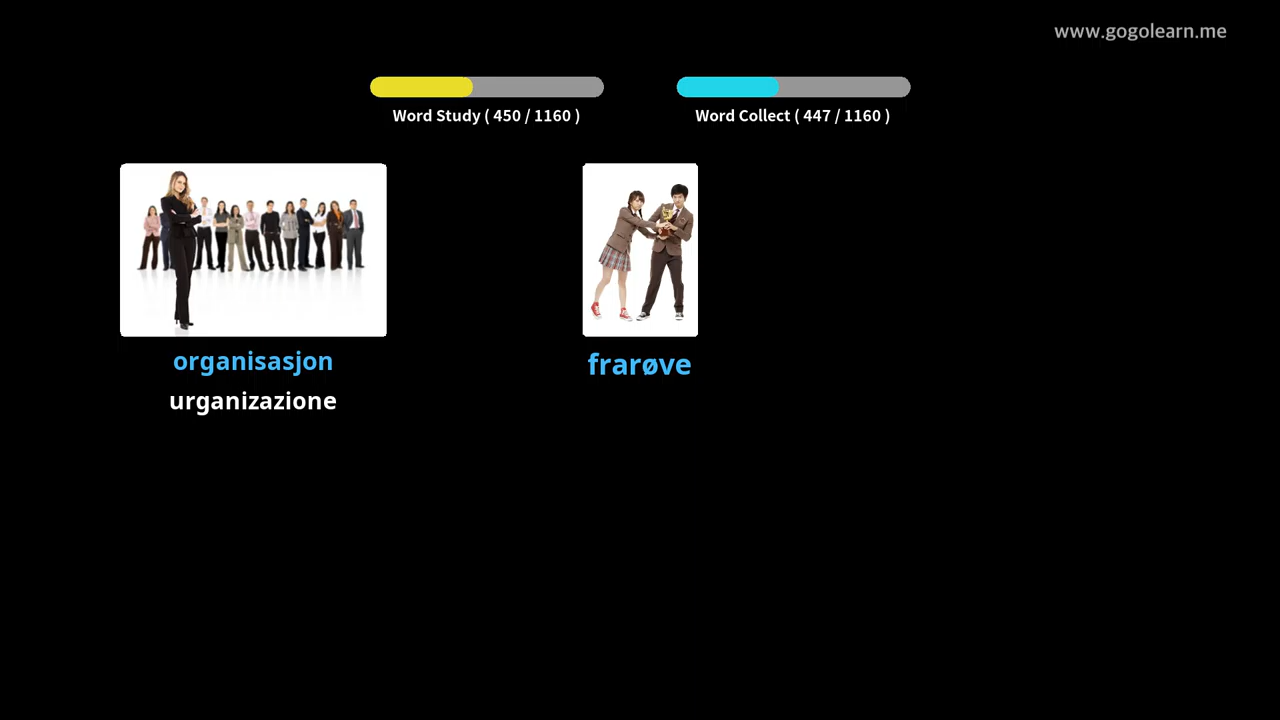 www.gogolearn.me
Word Study ( 450 / 1160 )
Word Collect ( 447 / 1160 )
organisasjon
urganizazione
frarøve